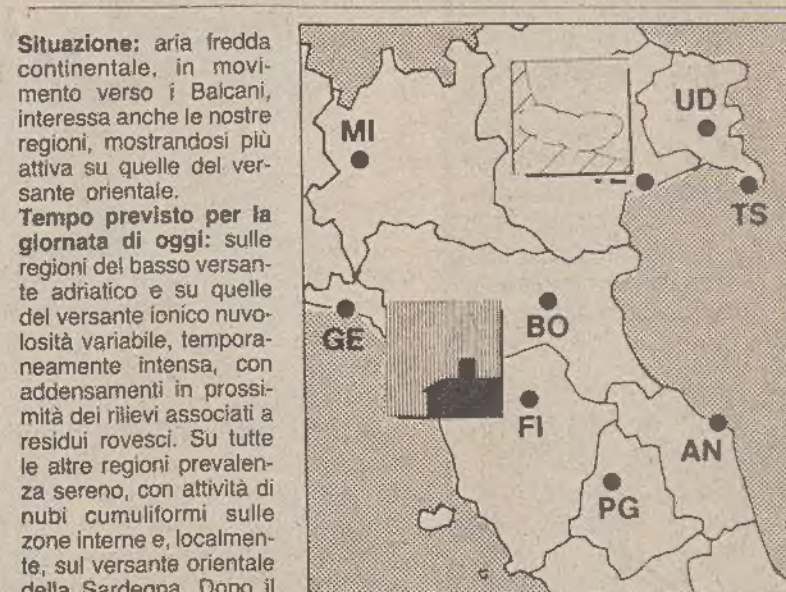 Situazione: aria fredda
continentale, in movi-
mento verso i Balcani,
interessa anche le nostre
regioni, mostrandosi più
attiva su quelle del ver-
sante orientale.
Tempo previsto per la
giornata di oggi: sulle
regioni del basso versan-
te adriatico e su quelle
del versante ionico nuvo-
losità variabile, tempora-
neamente intensa, con
addensamenti in prossi-
mità dei rilievi associati a
residui rovesci. Su tutte
le altre regioni prevalen-
za sereno, con attività di
nubi cumuliformi sulle
zone interne e, localmen-
te, sul versante orientale
della Sardegna. Dopo il
MI
UD
TS
GE
BO
FI
AN
PG